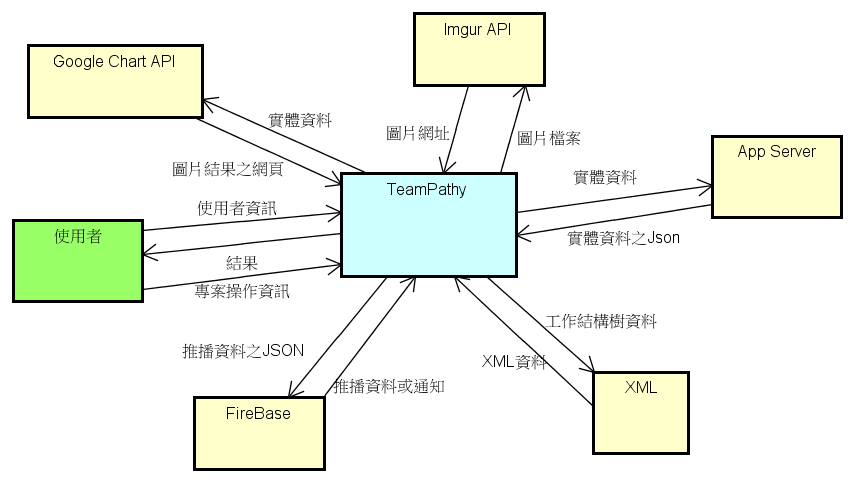 Imgur API
Google Chart API
實體資料
圖片網址
圖片檔案
App Server
圖片結果之網頁
實體資料
TeamPathy
使用者資訊
使用者
實體資料之Json
結果
專案操作資訊
工作結構樹資料
推播資料之JSON
XML資料
推播資料或通知
XML
FireBase